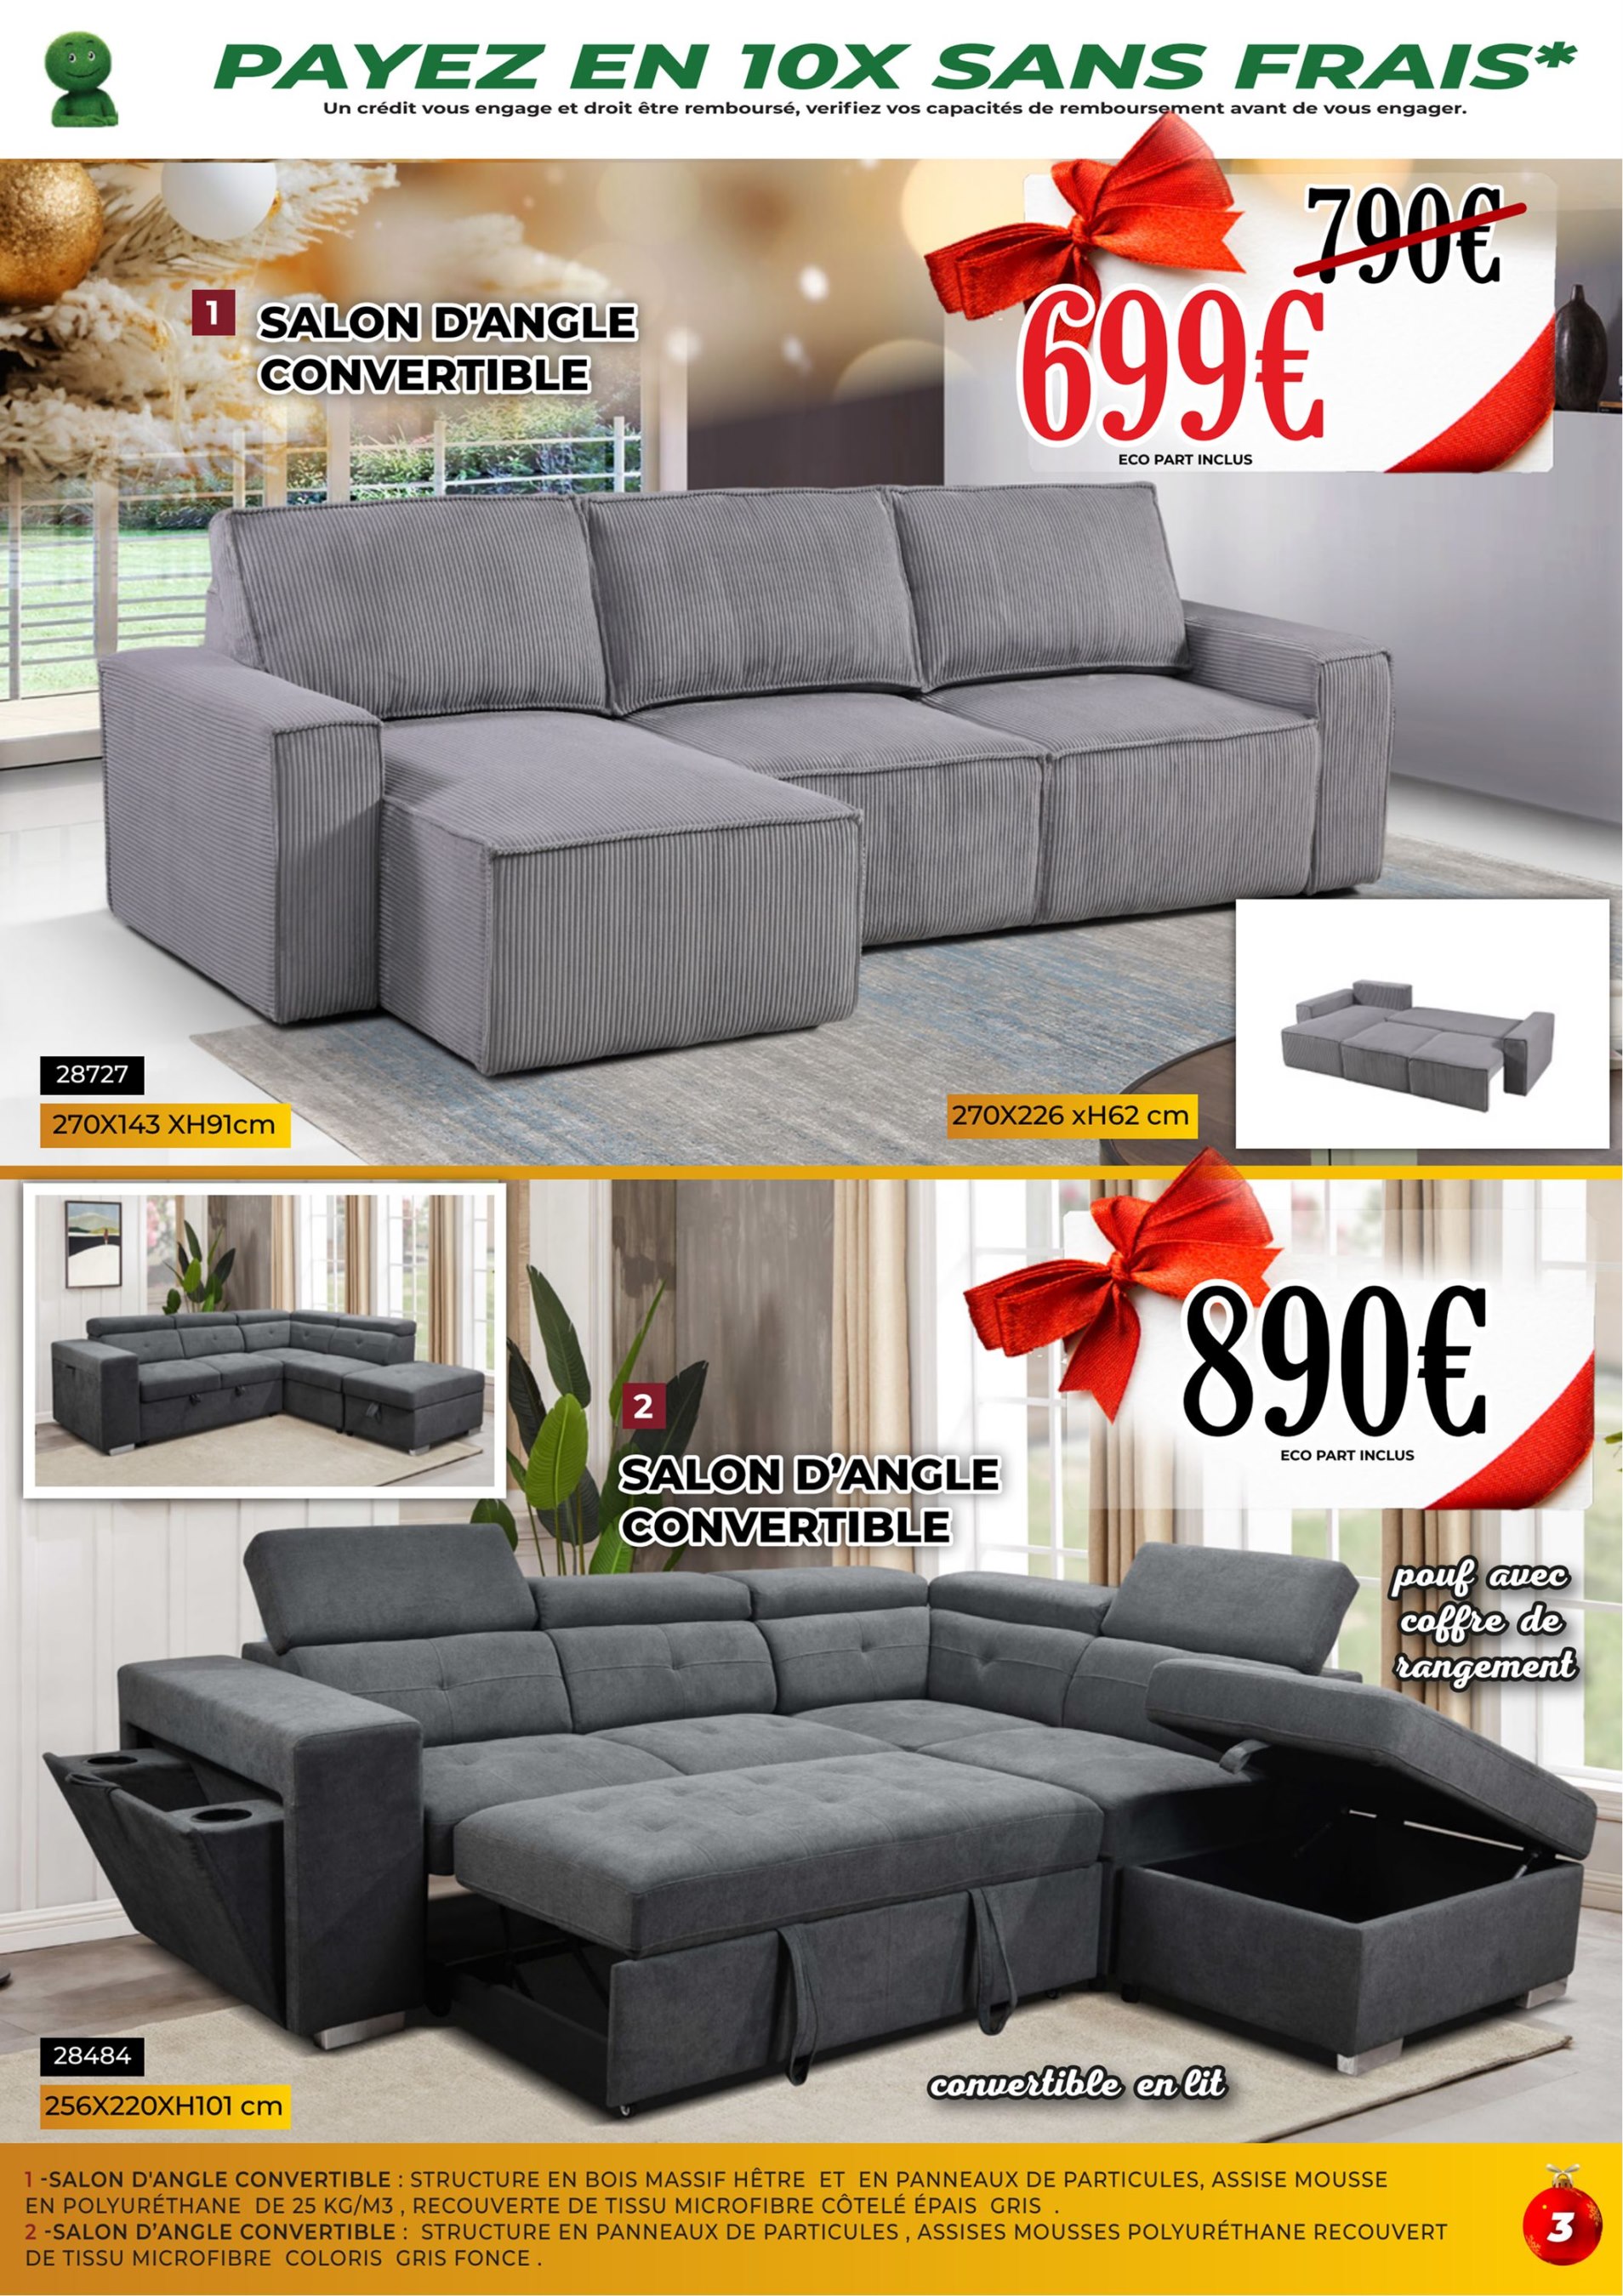 PAYEZ EN 10X SANS FRAIS*
Un crédit vous engage et droit être remboursé, verifiez vos capacités de remboursement avant de vous engager.
790€
1
SALON D'ANGLE
CONVERTIBLE
699€
ECO PART INCLUS
28727
270X143 XH91cm
270X226 xH62 cm
890€
ECO PART INCLUS
2
SALON D'ANGLE
CONVERTIBLE
pouf avec
coffre de
rangement
28484
256X220XH101 cm
convertible en lit
1 -SALON D'ANGLE CONVERTIBLE : STRUCTURE EN BOIS MASSIF HÊTRE ET EN PANNEAUX DE PARTICULES, ASSISE MOUSSE
EN POLYURÉTHANE DE 25 KG/M3 , RECOUVERTE DE TISSU MICROFIBRE CÔTELÉ ÉPAIS GRIS .
2 -SALON D'ANGLE CONVERTIBLE : STRUCTURE EN PANNEAUX DE PARTICULES , ASSISES MOUSSES POLYURÉTHANE RECOUVERT
DE TISSU MICROFIBRE COLORIS GRIS FONCE .
3